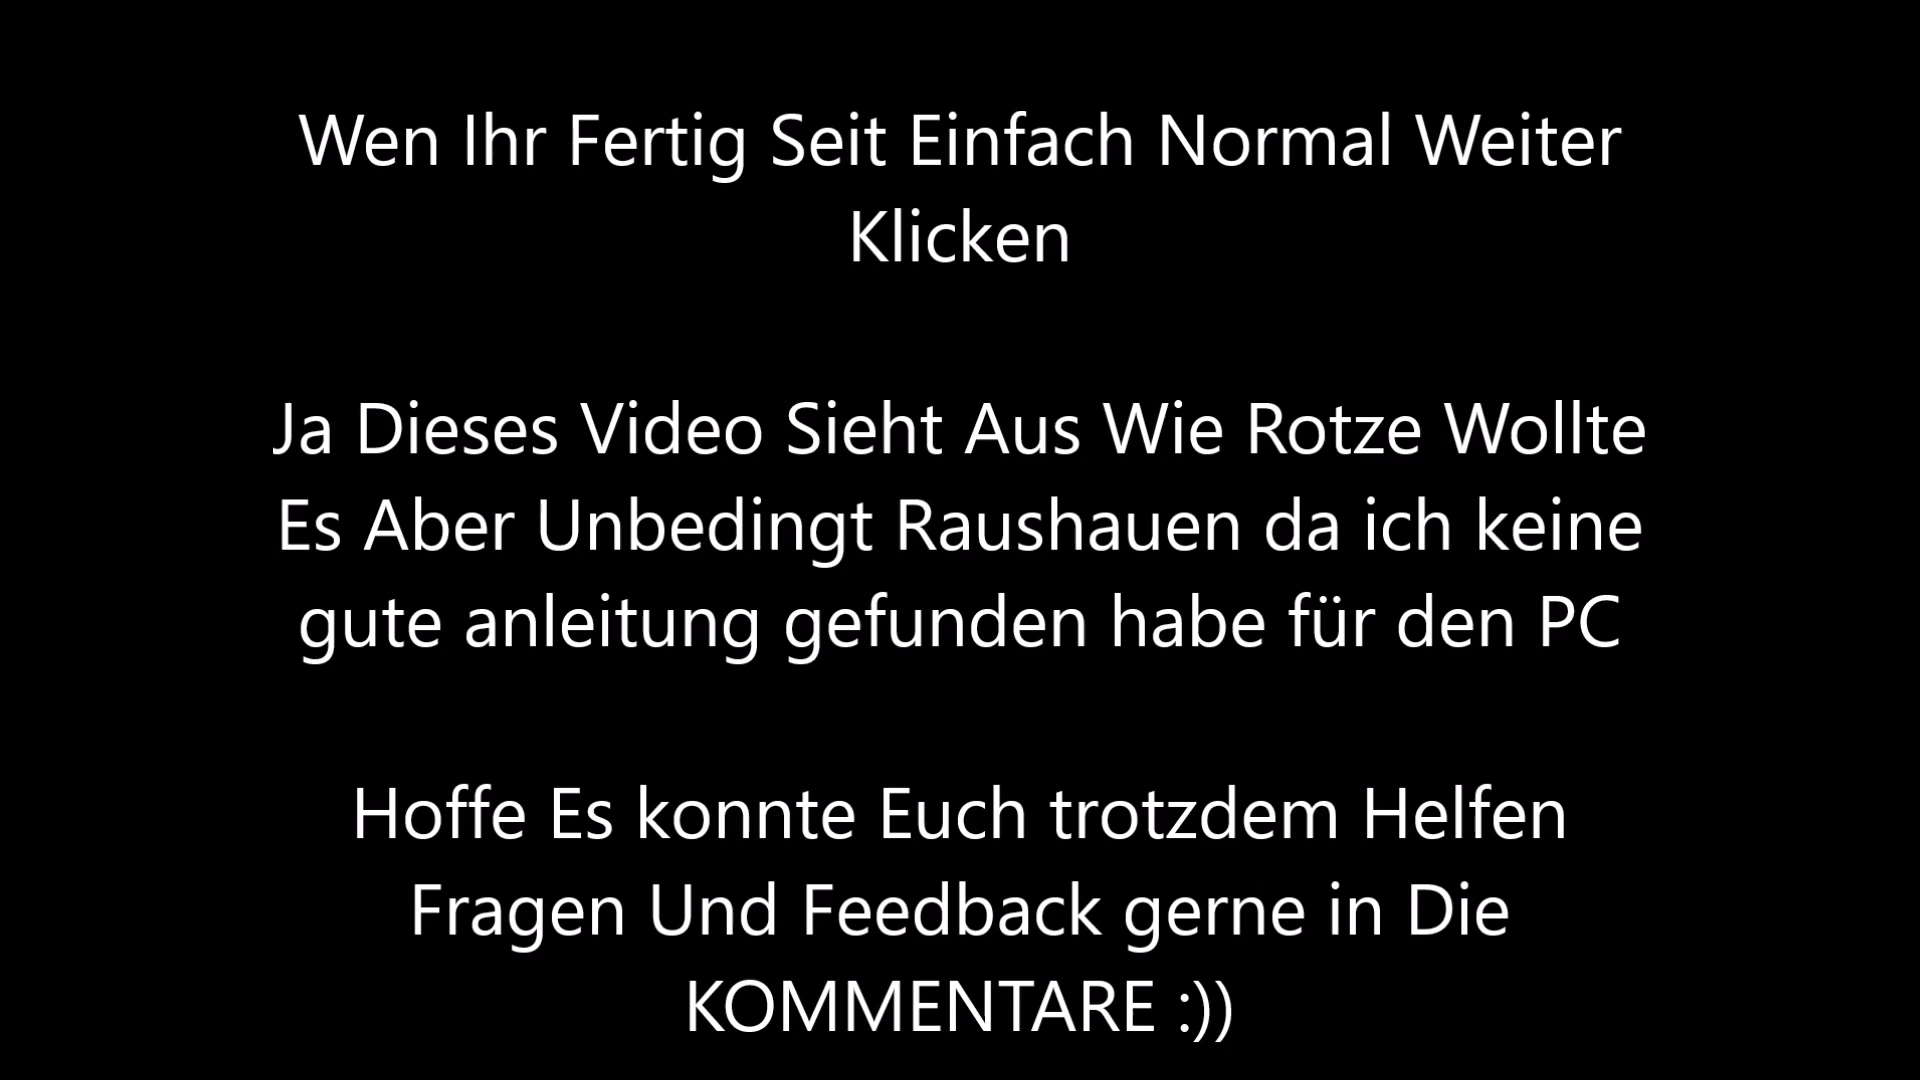 Wen Ihr Fertig Seit Einfach Normal Weiter
Klicken
Ja Dieses Video Sieht Aus Wie Rotze Wollte
Es Aber Unbedingt Raushauen da ich keine
gute anleitung gefunden habe für den PC
Hoffe Es konnte Euch trotzdem Helfen
Fragen Und Feedback gerne in Die
KOMMENTARE :))